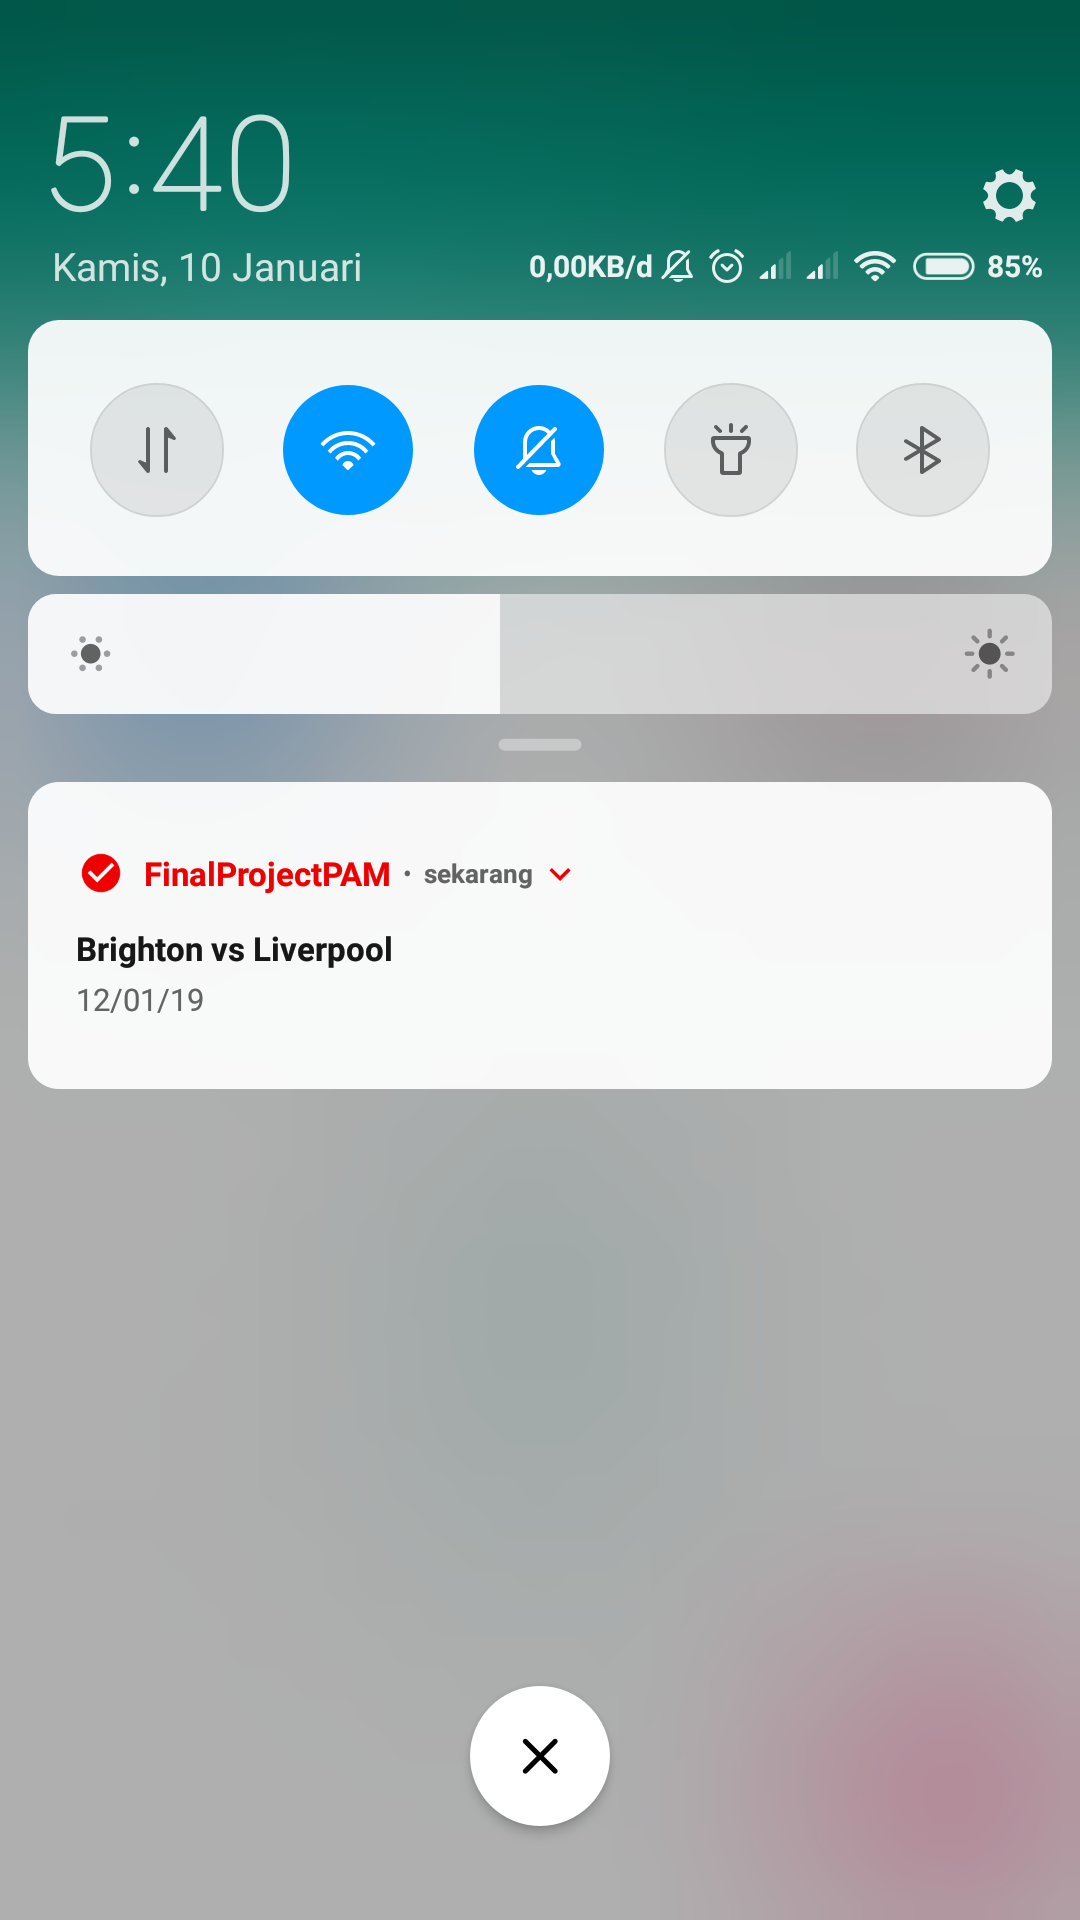 5:40
Kamis, 10 Januari
0,00KB/d 85%
FinalProjectPAM • sekarang
Brighton vs Liverpool
12/01/19